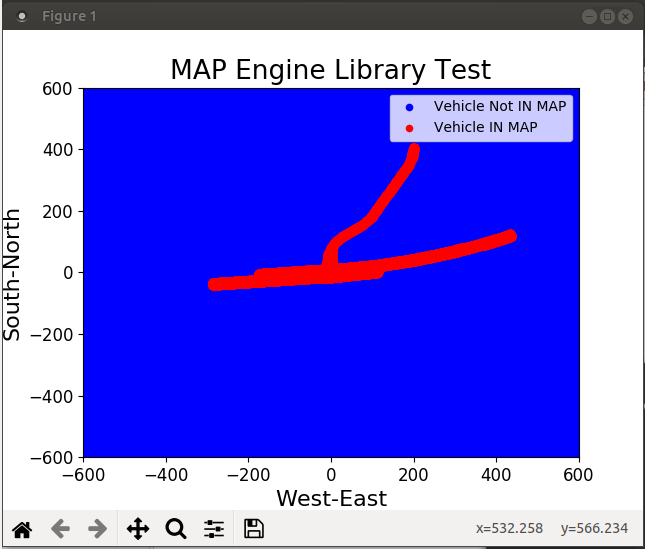 Figure 1
MAP Engine Library Test
Vehicle Not IN MAP
Vehicle IN MAP
600
400
200
0
−200
−400
−600
South-North
−600 −400 −200 0 200 400 600
West-East
x=532.258 y=566.234